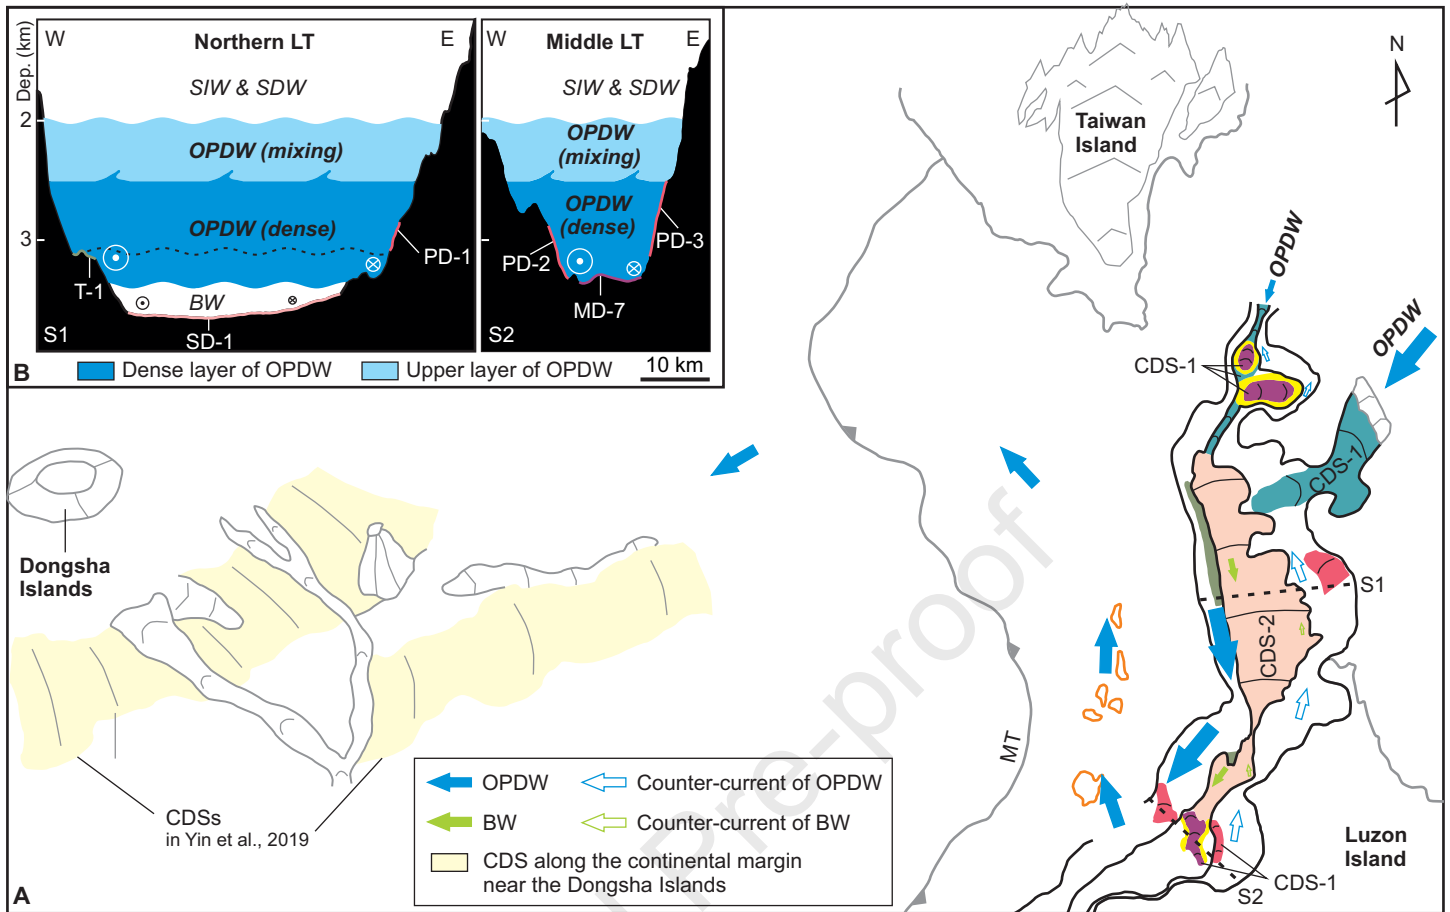 Dep. (km)
W
Northern LT
E
SIW & SDW
2
OPDW (mixing)
OPDW (dense)
3
T-1
PD-1
BW
S1
SD-1
W
Middle LT
E
SIW & SDW
OPDW
(mixing)
OPDW
(dense)
PD-2
PD-3
MD-7
S2
B
Dense layer of OPDW
Upper layer of OPDW
10 km
N
Taiwan
Island
OPDW
OPDW
CDS-1
CDS-1
Dongsha
Islands
S1
CDS-2
MT
Pre-proof
CDSs
in Yin et al., 2019
OPDW
Counter-current of OPDW
BW
Counter-current of BW
CDS along the continental margin
near the Dongsha Islands
Luzon
Island
CDS-1
S2
A